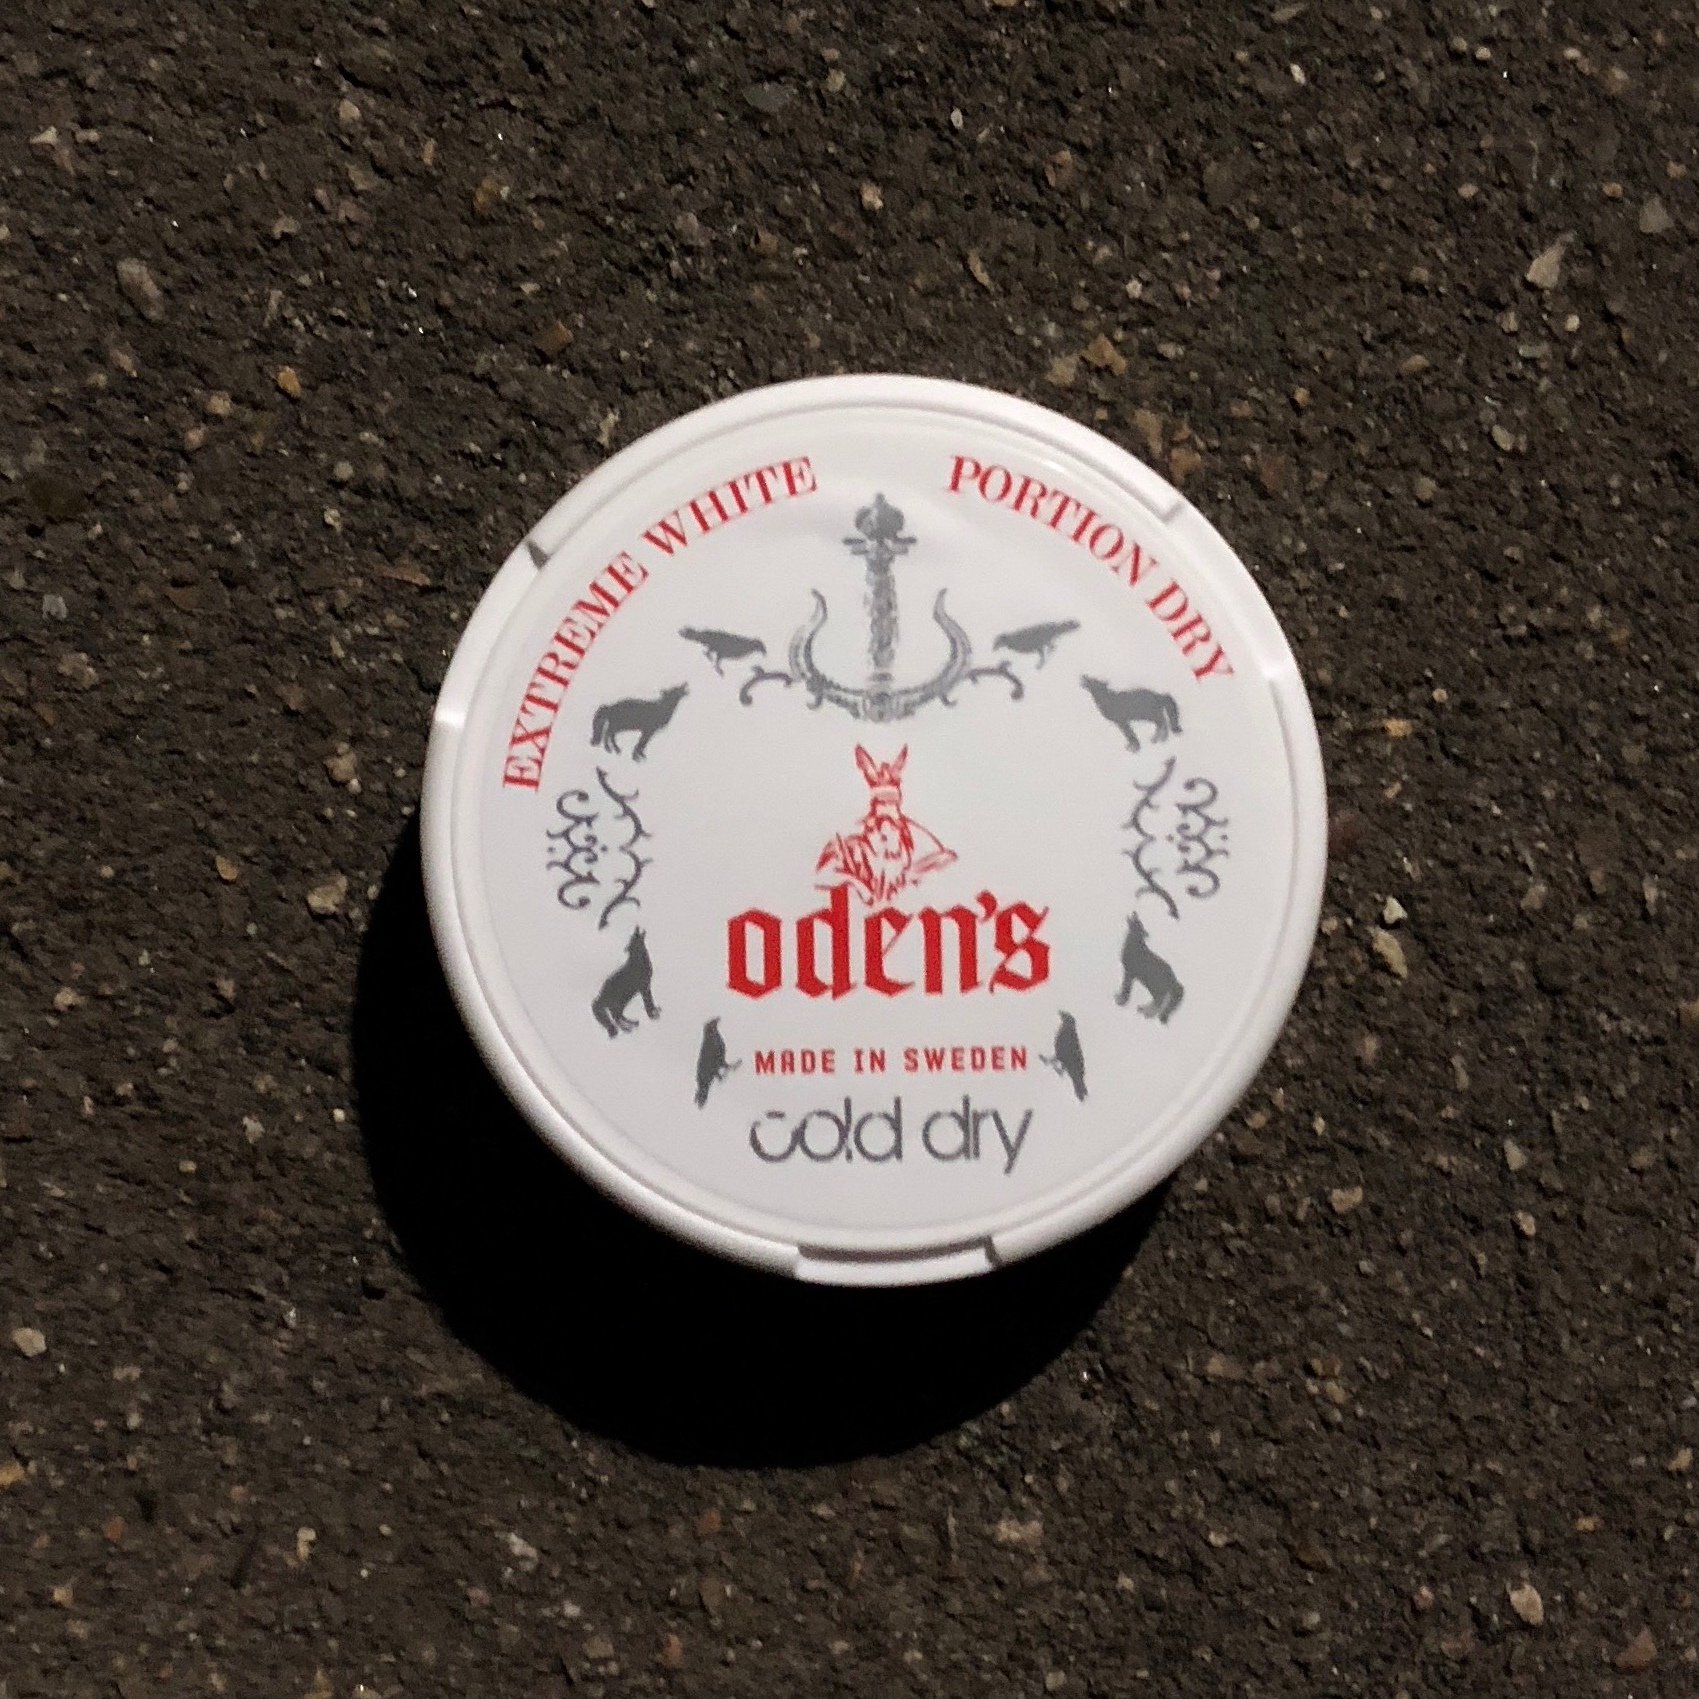 EXTREME WHITE PORTION DRY
oden's
MADE IN SWEDEN
cold dry